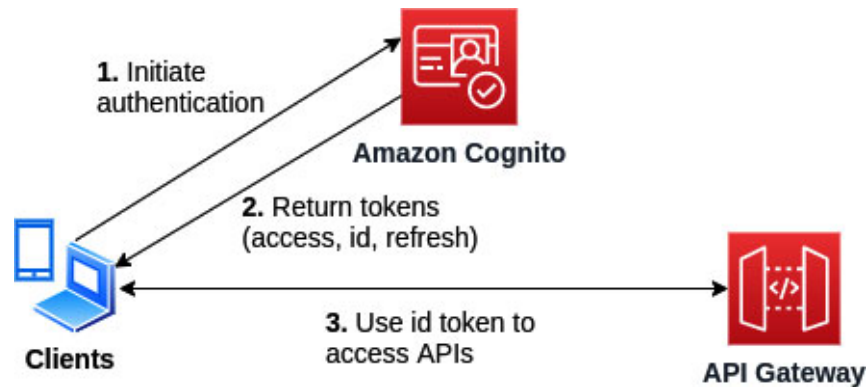 1. Initiate
authentication
Amazon Cognito
2. Return tokens
(access, id, refresh)
</>
3. Use id token to
access APIs
Clients
API Gateway